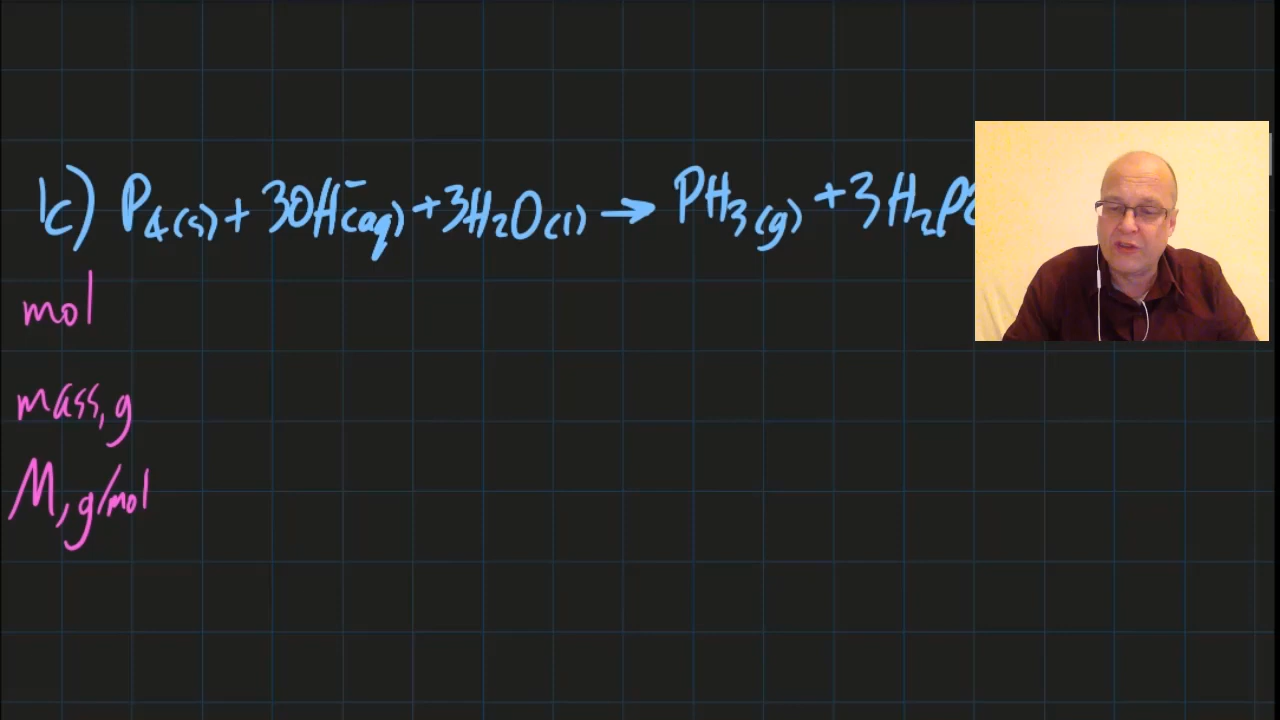 1c) P₄(s) + 3OH⁻(aq) + 3H₂O(l) → PH₃(g) + 3H₂P
mol
mass, g
M, g/mol